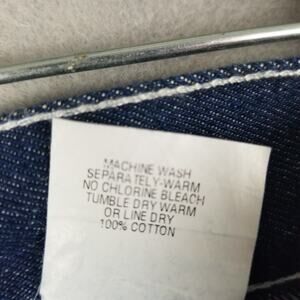 MACHINE WASH
SEPARATELY-WARM
NO CHLORINE BLEACH
TUMBLE DRY WARM
OR LINE DRY
100% COTTON